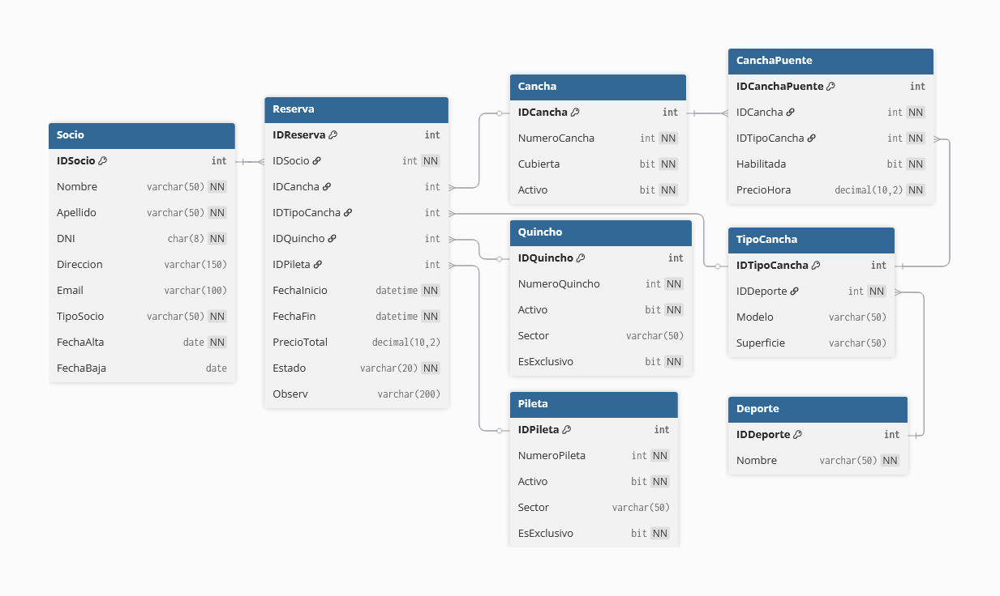 Socio
IDSocio int
Nombre varchar(50) NN
Apellido varchar(50) NN
DNI char(8) NN
Direccion varchar(150)
Email varchar(100)
TipoSocio varchar(50) NN
FechaAlta date NN
FechaBaja date
Reserva
IDReserva int
IDSocio int NN
IDCancha int
IDTipoCancha int
IDQuincho int
IDPileta int
FechaInicio datetime NN
FechaFin datetime NN
PrecioTotal decimal(10,2)
Estado varchar(20) NN
Observ varchar(200)
Cancha
IDCancha int
NumeroCancha int NN
Cubierta bit NN
Activo bit NN
Quincho
IDQuincho int
NumeroQuincho int NN
Activo bit NN
Sector varchar(50)
EsExclusivo bit NN
Pileta
IDPileta int
NumeroPileta int NN
Activo bit NN
Sector varchar(50)
EsExclusivo bit NN
CanchaPuente
IDCanchaPuente int
IDCancha int NN
IDTipoCancha int NN
Habilitada bit NN
PrecioHora decimal(10,2) NN
TipoCancha
IDTipoCancha int
IDDeporte int NN
Modelo varchar(50)
Superficie varchar(50)
Deporte
IDDeporte int
Nombre varchar(50) NN